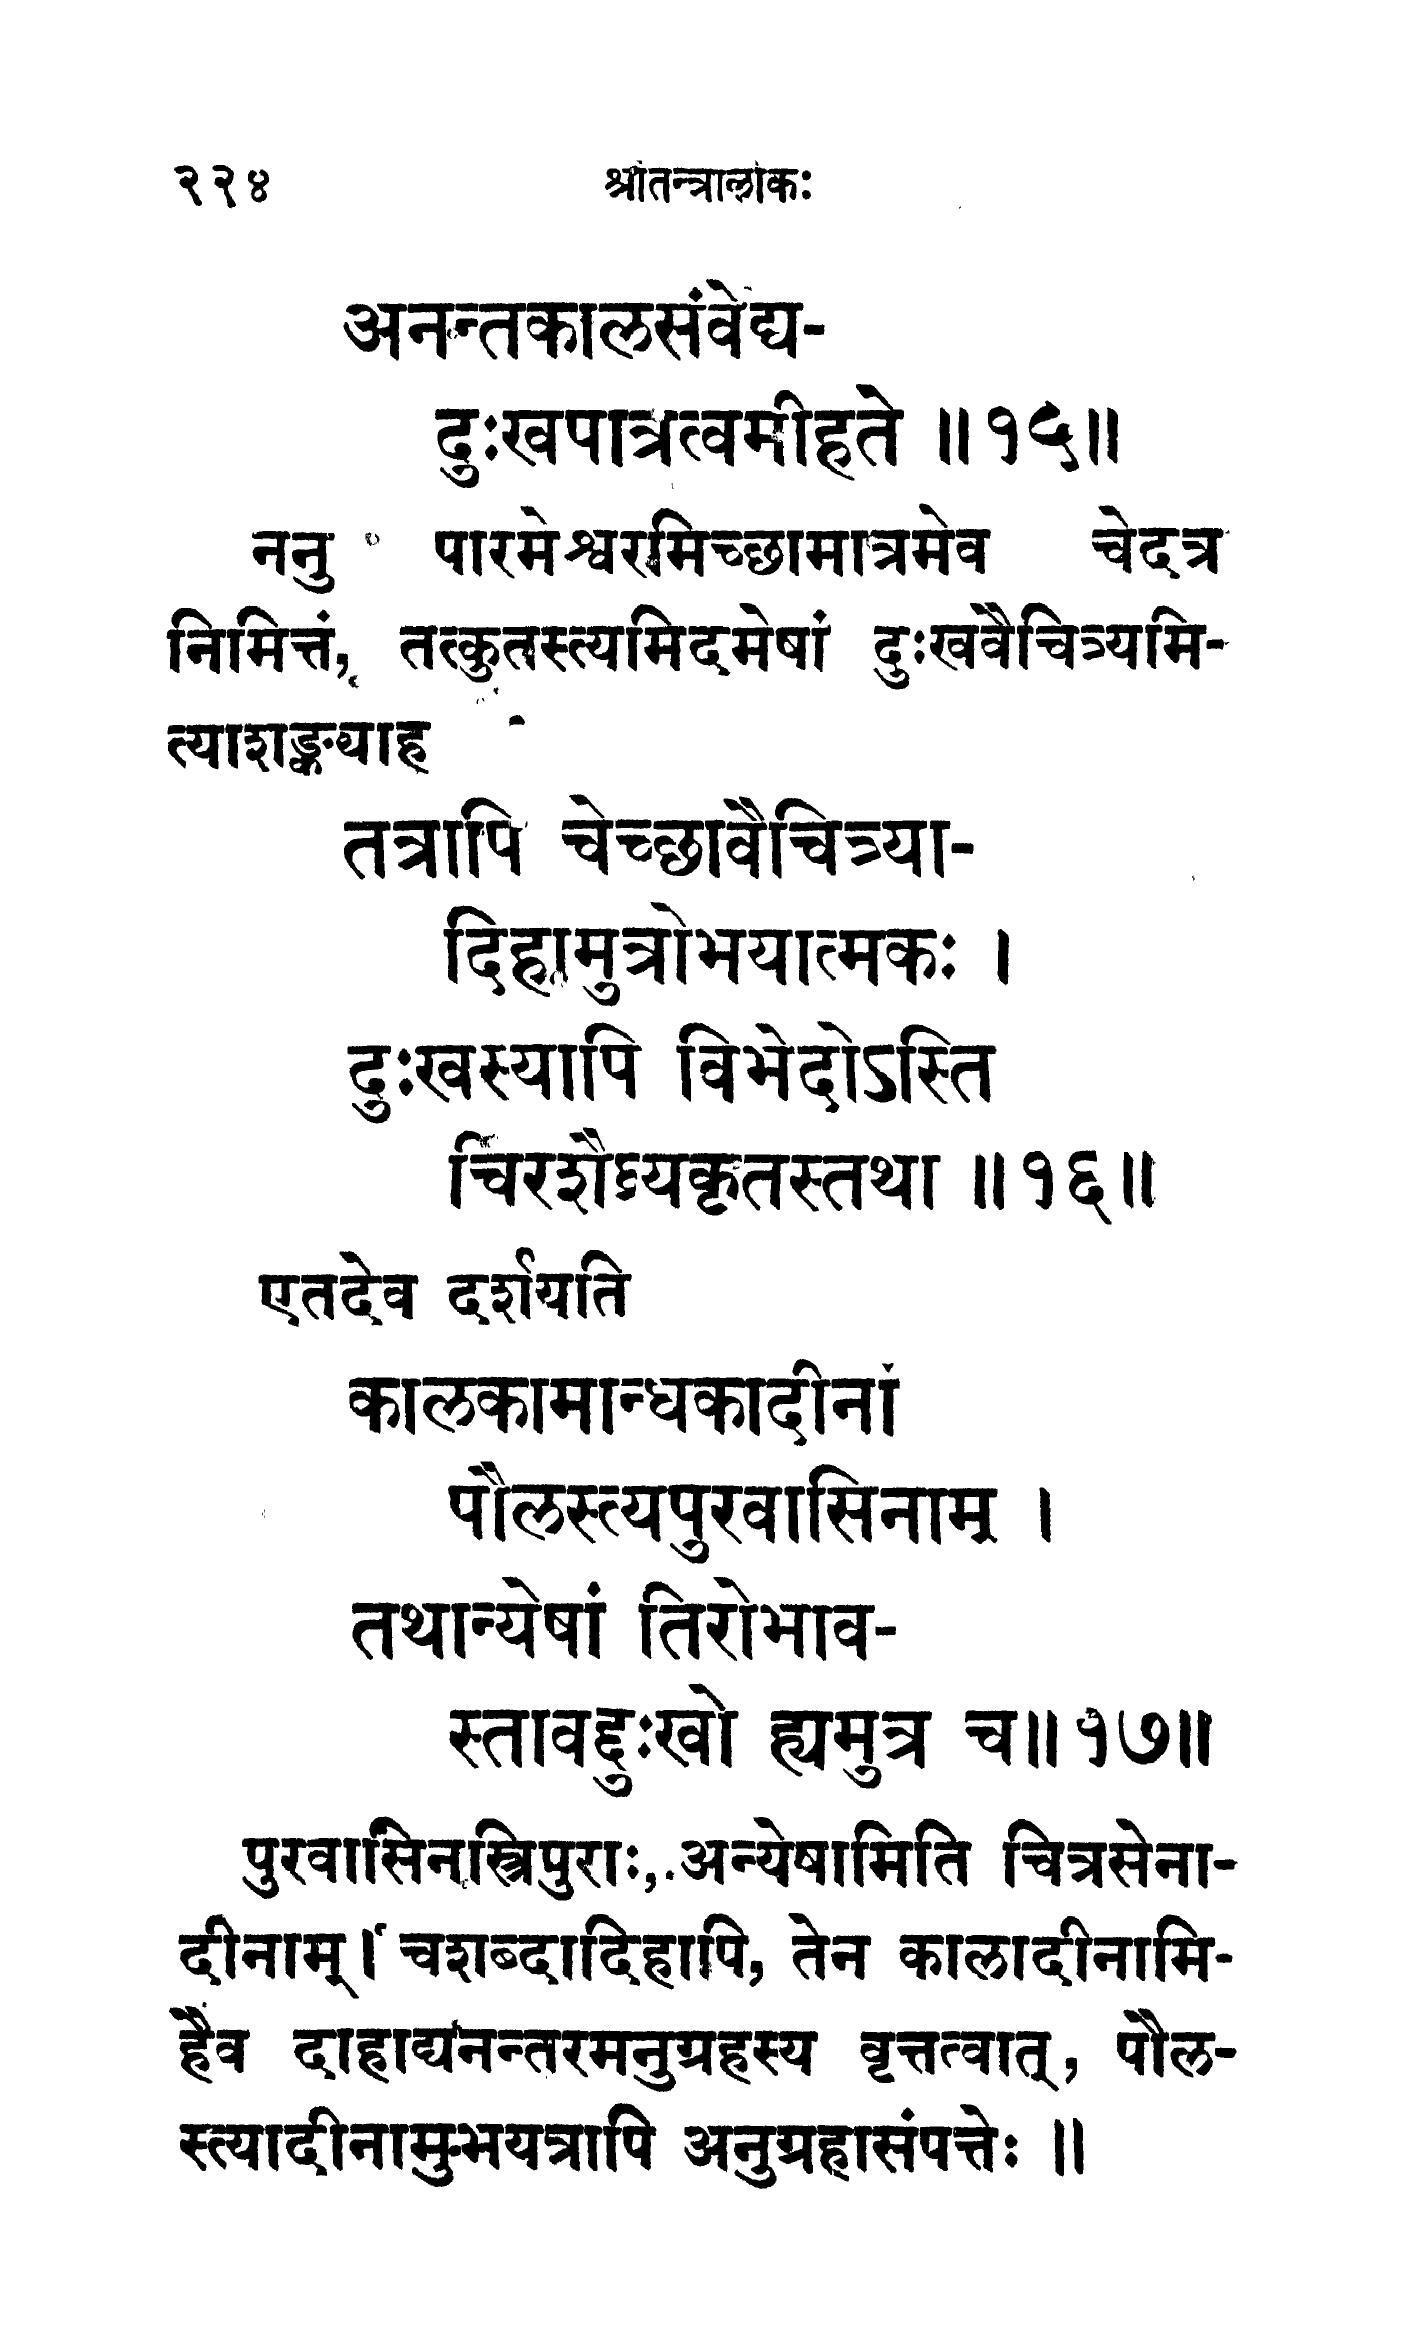 २२४ श्रीतन्त्रालोकः
अनन्तकालसंवेद्य-
दुःखपात्रत्वमीहते ॥१५॥
ननु पारमेश्वरमिच्छामात्रमेव चेदत्र
निमित्तं, तत्कुतस्त्यमिदमेषां दुःखवैचित्र्यमि-
त्याशङ्क्याह
तत्रापि चेच्छावैचित्र्या-
दिहामुत्रोभयात्मकः ।
दुःखस्यापि विभेदोऽस्ति
चिरशैघ्र्यकृतस्तथा ॥१६॥
एतदेव दर्शयति
कालकामान्धकादीनां
पौलस्त्यपुरवासिनाम् ।
तथान्येषां तिरोभाव-
स्तावद्दुःखो ह्यमुत्र च॥१७॥
पुरवासिनस्त्रिपुराः, अन्येषामिति चित्रसेना-
दीनाम्। चशब्दादिहापि, तेन कालादीनामि-
हैव दाहाद्यनन्तरमनुग्रहस्य वृत्तत्वात्, पौल-
स्त्यादीनामुभयत्रापि अनुग्रहासंपत्तेः ॥